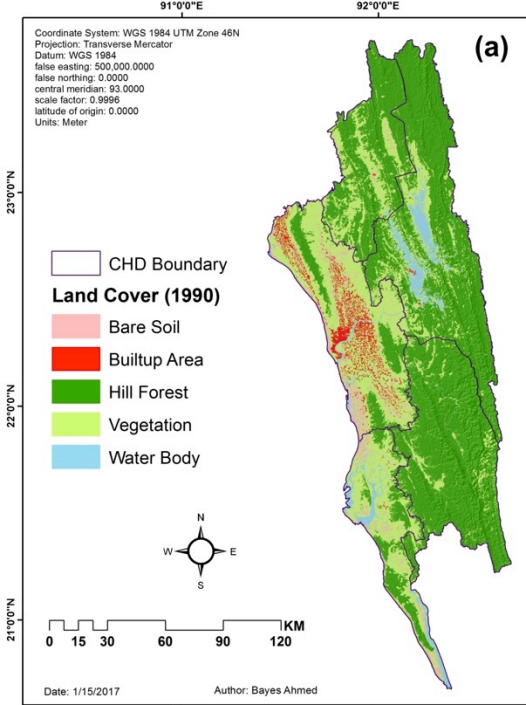 91°0'0"E
92°0'0"E
Coordinate System: WGS 1984 UTM Zone 46N
Projection: Transverse Mercator
Datum: WGS 1984
false easting: 500,000.0000
false northing: 0.0000
central meridian: 93.0000
scale factor: 0.9996
latitude of origin: 0.0000
Units: Meter
(a)
23°0'0"N
CHD Boundary
Land Cover (1990)
Bare Soil
Builtup Area
Hill Forest
Vegetation
Water Body
22°0'0"N
N
W
E
S
21°0'0"N
KM
0 15 30 60 90 120
Date: 1/15/2017
Author: Bayes Ahmed